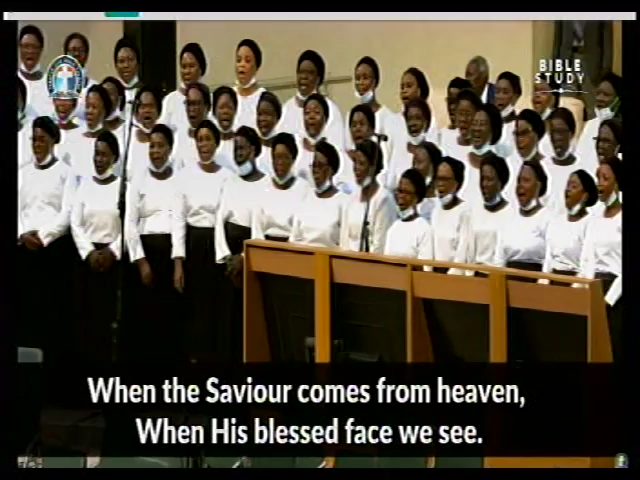 BIBLE
STUDY
When the Saviour comes from heaven,
When His blessed face we see.